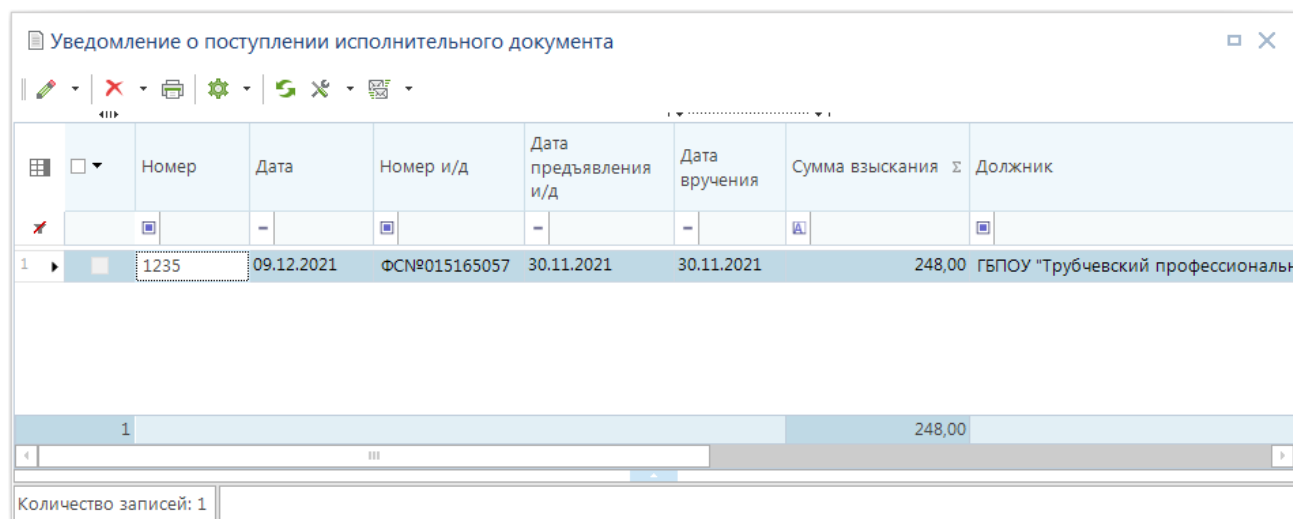 Уведомление о поступлении исполнительного документа
Номер Дата Номер и/д Дата предъявления и/д Дата вручения Сумма взыскания Σ Должник
A
1 1235 09.12.2021 ФС№015165057 30.11.2021 30.11.2021 248,00 ГБПОУ "Трубчевский профессиональн
1 248,00
Количество записей: 1